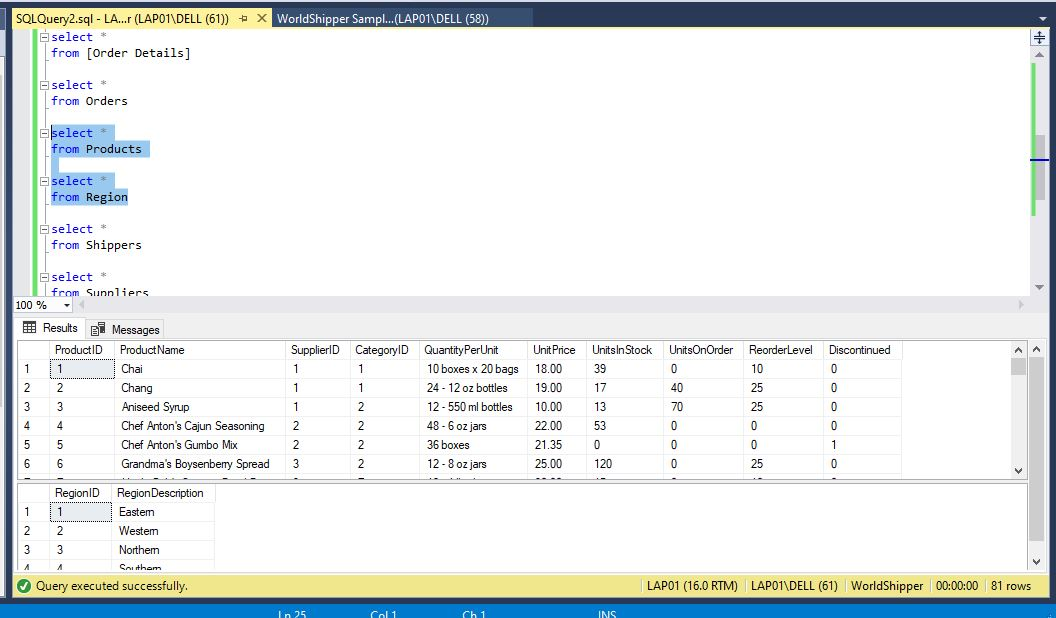 SQLQuery2.sql - LA...r (LAP01\DELL (61)) WorldShipper Sampl...(LAP01\DELL (58))
select *
from [Order Details]
select *
from Orders
select *
from Products
select *
from Region
select *
from Shippers
select *
from Suppliers
100 %
Results Messages
ProductID ProductName SupplierID CategoryID QuantityPerUnit UnitPrice UnitsInStock UnitsOnOrder ReorderLevel Discontinued
1 1 Chai 1 1 10 boxes x 20 bags 18.00 39 0 10 0
2 2 Chang 1 1 24 - 12 oz bottles 19.00 17 40 25 0
3 3 Aniseed Syrup 1 2 12 - 550 ml bottles 10.00 13 70 25 0
4 4 Chef Anton's Cajun Seasoning 2 2 48 - 6 oz jars 22.00 53 0 0 0
5 5 Chef Anton's Gumbo Mix 2 2 36 boxes 21.35 0 0 0 1
6 6 Grandma's Boysenberry Spread 3 2 12 - 8 oz jars 25.00 120 0 25 0
RegionID RegionDescription
1 1 Eastern
2 2 Western
3 3 Northern
4 4 Southern
Query executed successfully. LAP01 (16.0 RTM) LAP01\DELL (61) WorldShipper 00:00:00 81 rows
Ln 25 Col 1 Ch 1 INS